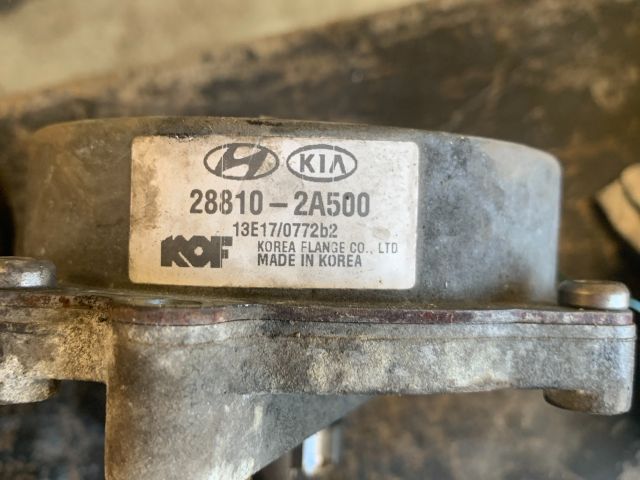 KIA
28810-2A500
13E17/0772b2
KOF KOREA FLANGE CO., LTD
MADE IN KOREA